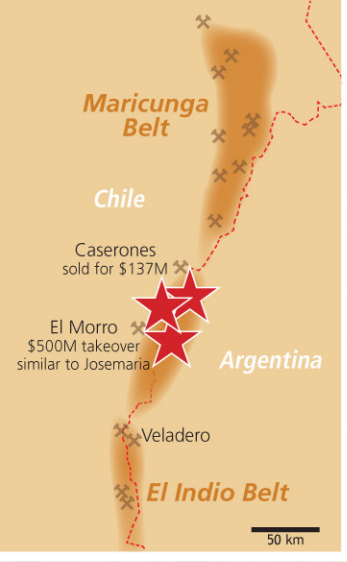 Maricunga
Belt
Chile
Caserones
sold for $137M
El Morro
$500M takeover
similar to Josemaria
Argentina
Veladero
El Indio Belt
50 km